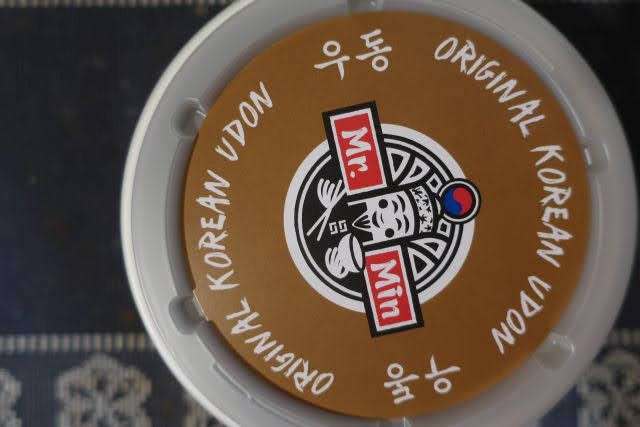 우동
ORIGINAL KOREAN UDON
Mr.
Min
ORIGINAL KOREAN UDON
우동